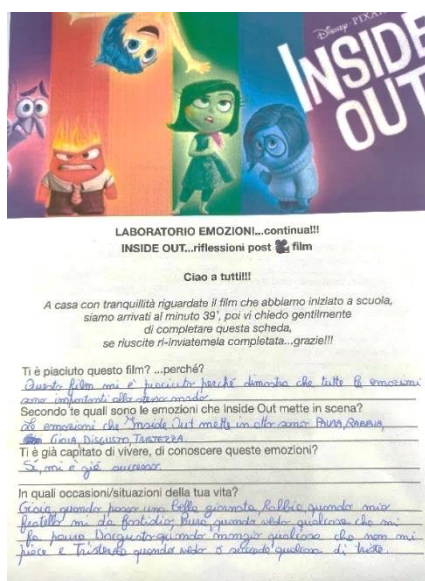 Disney PIXAR
INSIDE
OUT
LABORATORIO EMOZIONI...continua!!!
INSIDE OUT...riflessioni post film
Ciao a tutti!!!
A casa con tranquillità riguardate il film che abbiamo iniziato a scuola,
siamo arrivati al minuto 39°, poi vi chiedo gentilmente
di completare questa scheda,
se riuscite ri-inviatemela completata...grazie!!!
Ti è piaciuto questo film? ...perché?
Questo film mi è piaciuto perché dimostra che tutte le emozioni
sono importanti allo stesso modo.
Secondo te quali sono le emozioni che Inside Out mette in scena?
Le emozioni che Inside Out mette in atto sono: PAURA, RABBIA,
GIOIA, DISGUSTO, TRISTEZZA.
Ti è già capitato di vivere, di conoscere queste emozioni?
Sì, mi è già successo.
In quali occasioni/situazioni della tua vita?
Gioia, quando passo una bella giornata, Rabbia, quando mio
fratello mi dà fastidio, Paura, quando vedo qualcosa che mi
fa paura Disgusto quando mangio qualcosa che non mi
piace e Tristezza quando vedo o succede qualcosa di triste.